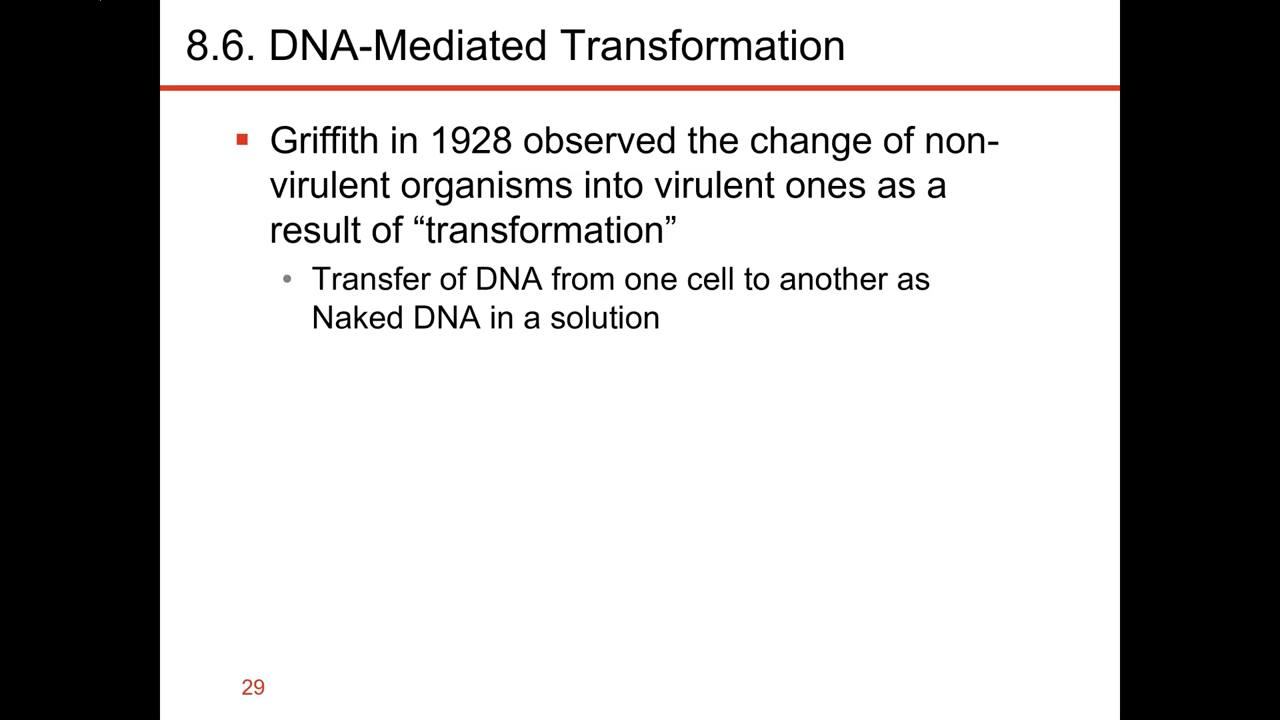 8.6. DNA-Mediated Transformation
▪ Griffith in 1928 observed the change of non-
virulent organisms into virulent ones as a
result of “transformation”
• Transfer of DNA from one cell to another as
Naked DNA in a solution
29